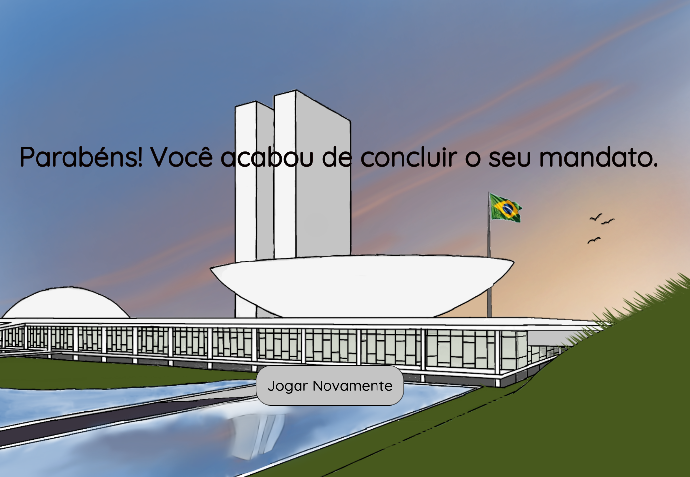 Parabéns! Você acabou de concluir o seu mandato.
Jogar Novamente